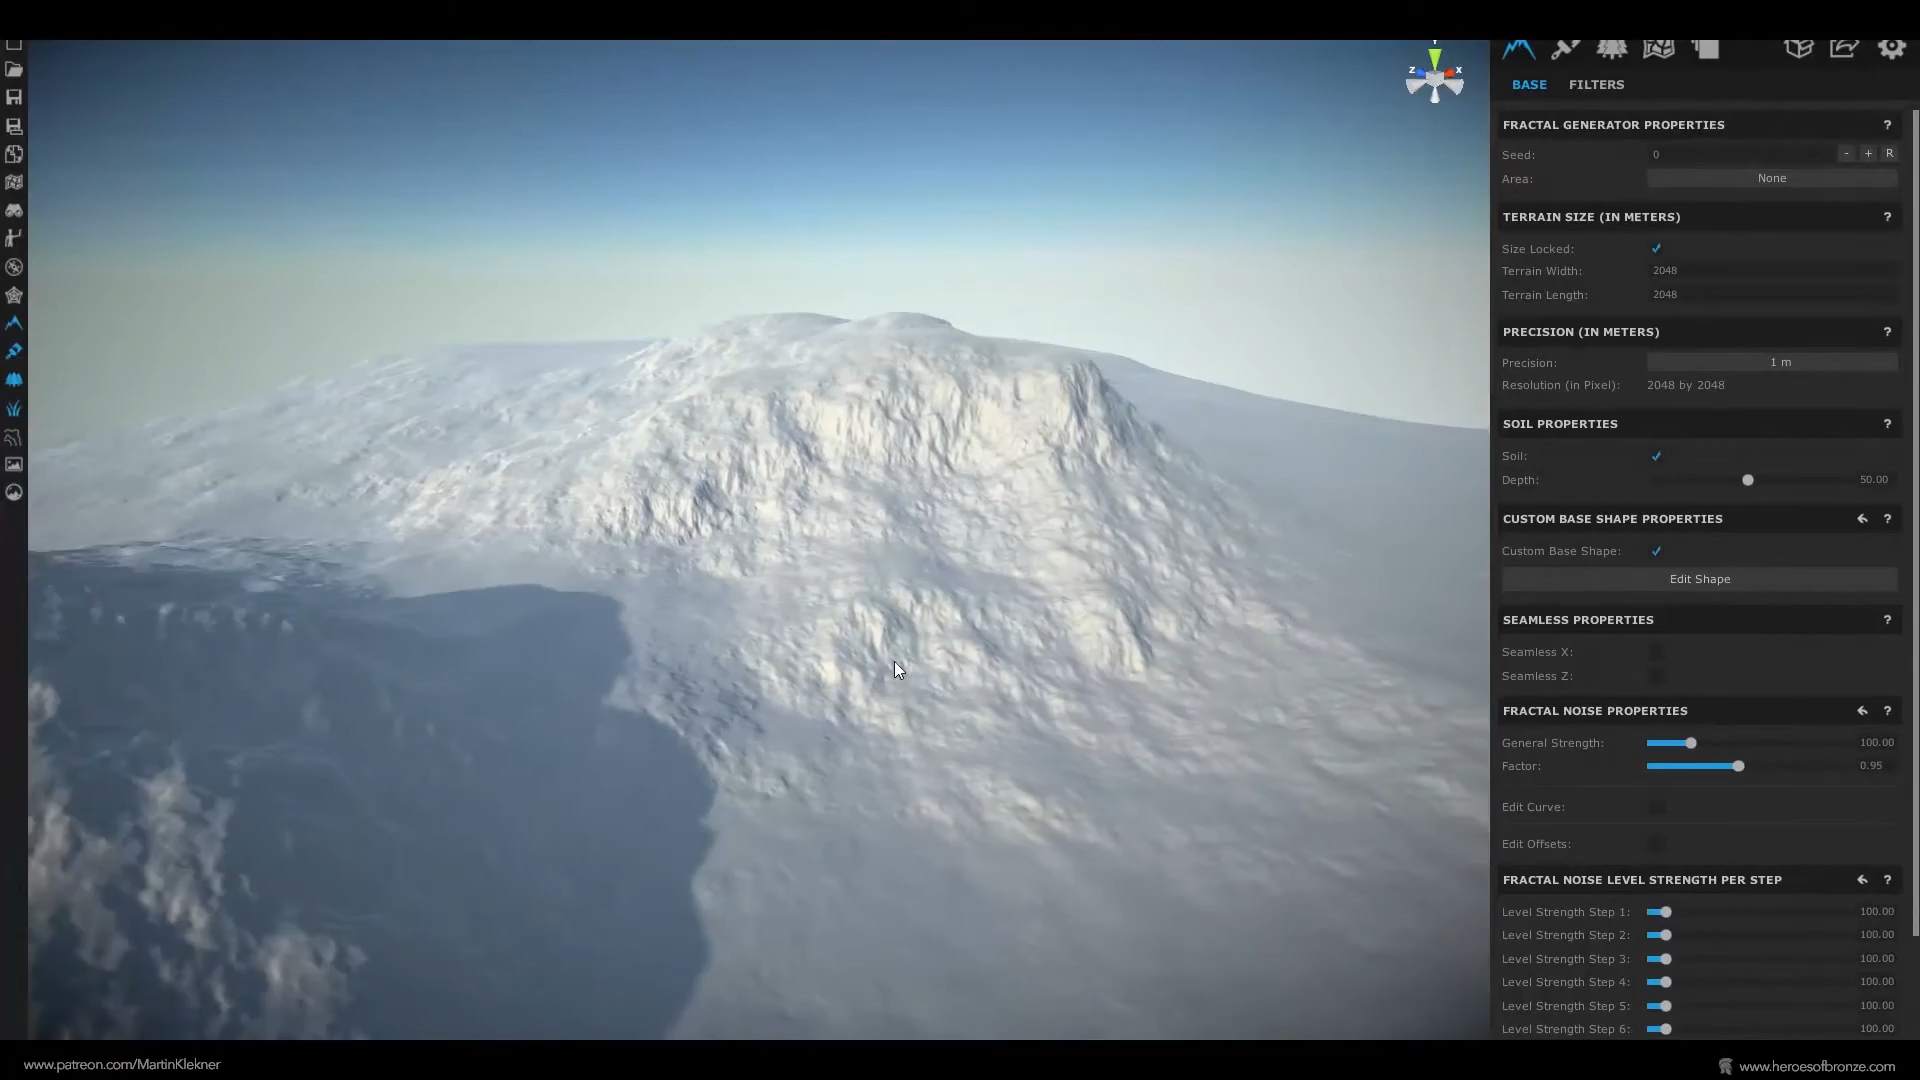 Z X
BASE FILTERS
FRACTAL GENERATOR PROPERTIES ?
Seed: 0 - + R
Area: None
TERRAIN SIZE (IN METERS) ?
Size Locked:
Terrain Width: 2048
Terrain Length: 2048
PRECISION (IN METERS) ?
Precision: 1 m
Resolution (in Pixel): 2048 by 2048
SOIL PROPERTIES ?
Soil:
Depth: 50.00
CUSTOM BASE SHAPE PROPERTIES ?
Custom Base Shape:
Edit Shape
SEAMLESS PROPERTIES ?
Seamless X:
Seamless Z:
FRACTAL NOISE PROPERTIES ?
General Strength: 100.00
Factor: 0.95
Edit Curve:
Edit Offsets:
FRACTAL NOISE LEVEL STRENGTH PER STEP ?
Level Strength Step 1: 100.00
Level Strength Step 2: 100.00
Level Strength Step 3: 100.00
Level Strength Step 4: 100.00
Level Strength Step 5: 100.00
Level Strength Step 6: 100.00
www.patreon.com/MartinKlekner www.heroesofbronze.com